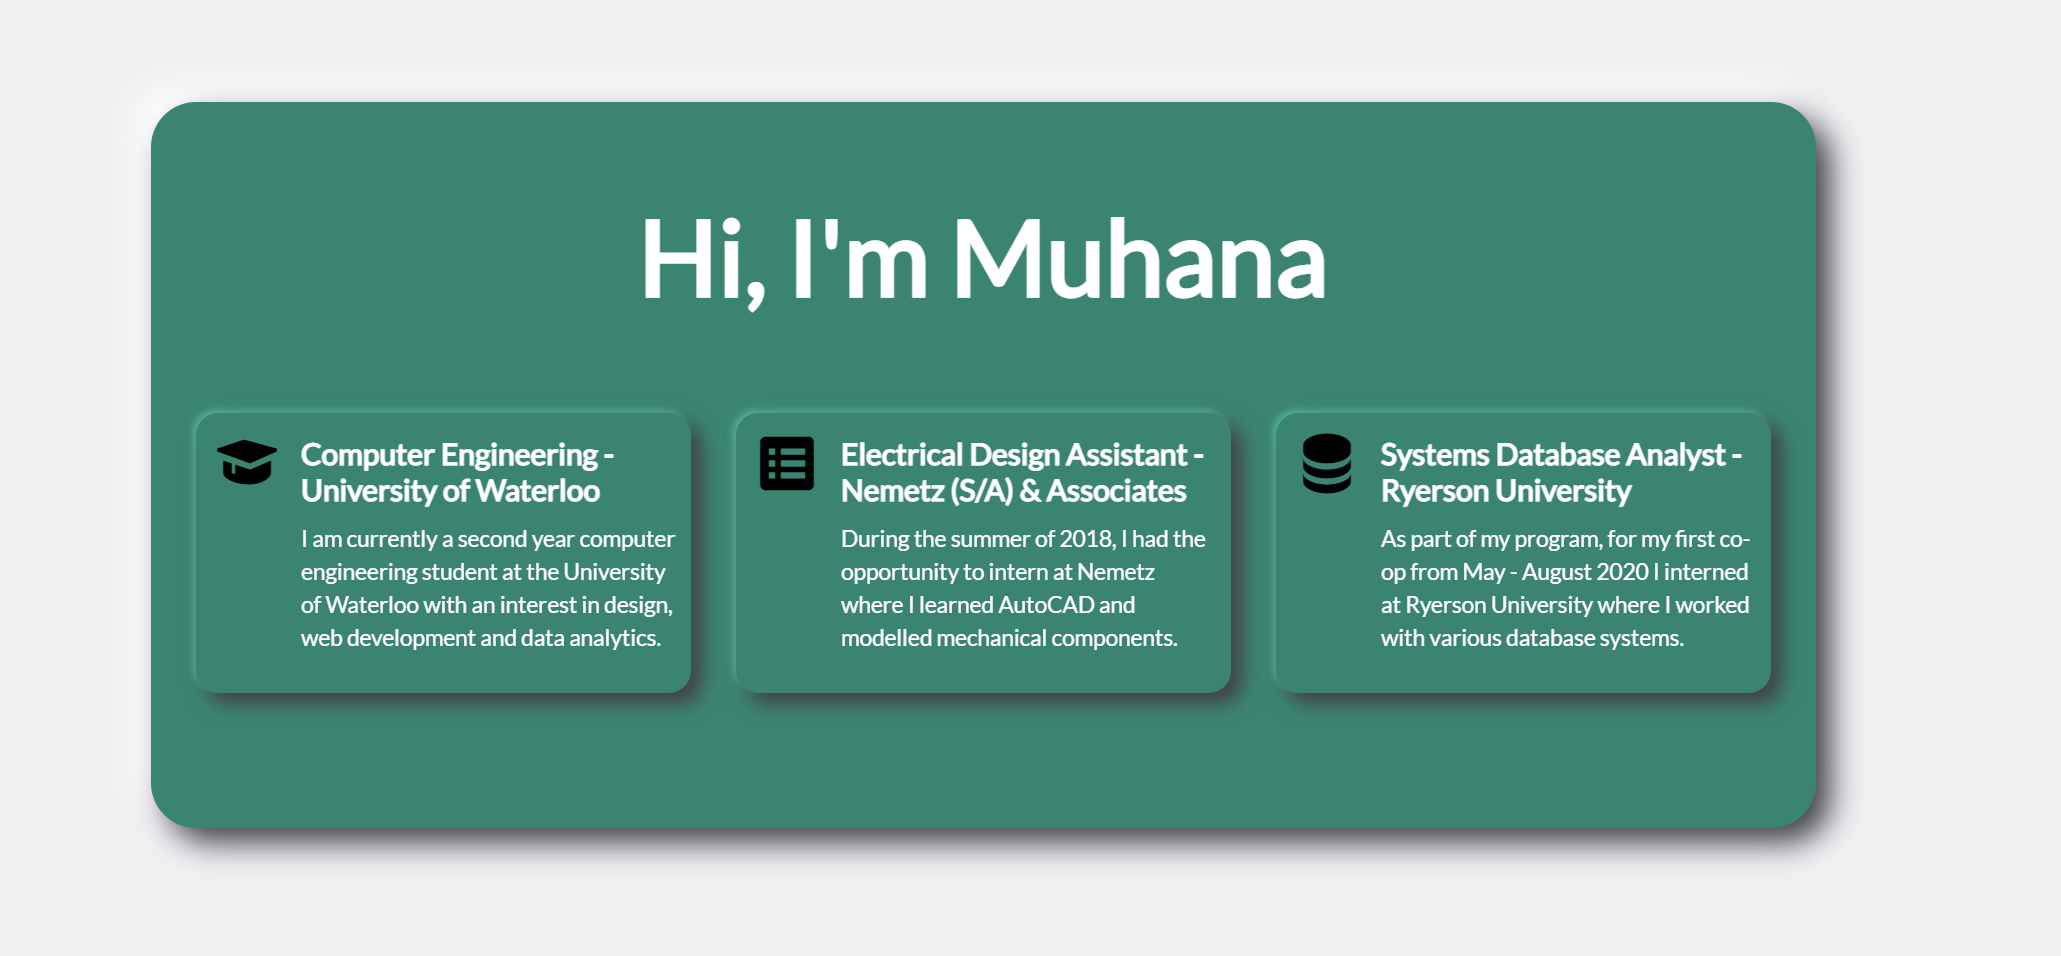 Hi, I'm Muhana
Computer Engineering -
University of Waterloo
I am currently a second year computer
engineering student at the University
of Waterloo with an interest in design,
web development and data analytics.
Electrical Design Assistant -
Nemetz (S/A) & Associates
During the summer of 2018, I had the
opportunity to intern at Nemetz
where I learned AutoCAD and
modelled mechanical components.
Systems Database Analyst -
Ryerson University
As part of my program, for my first co-
op from May - August 2020 I interned
at Ryerson University where I worked
with various database systems.